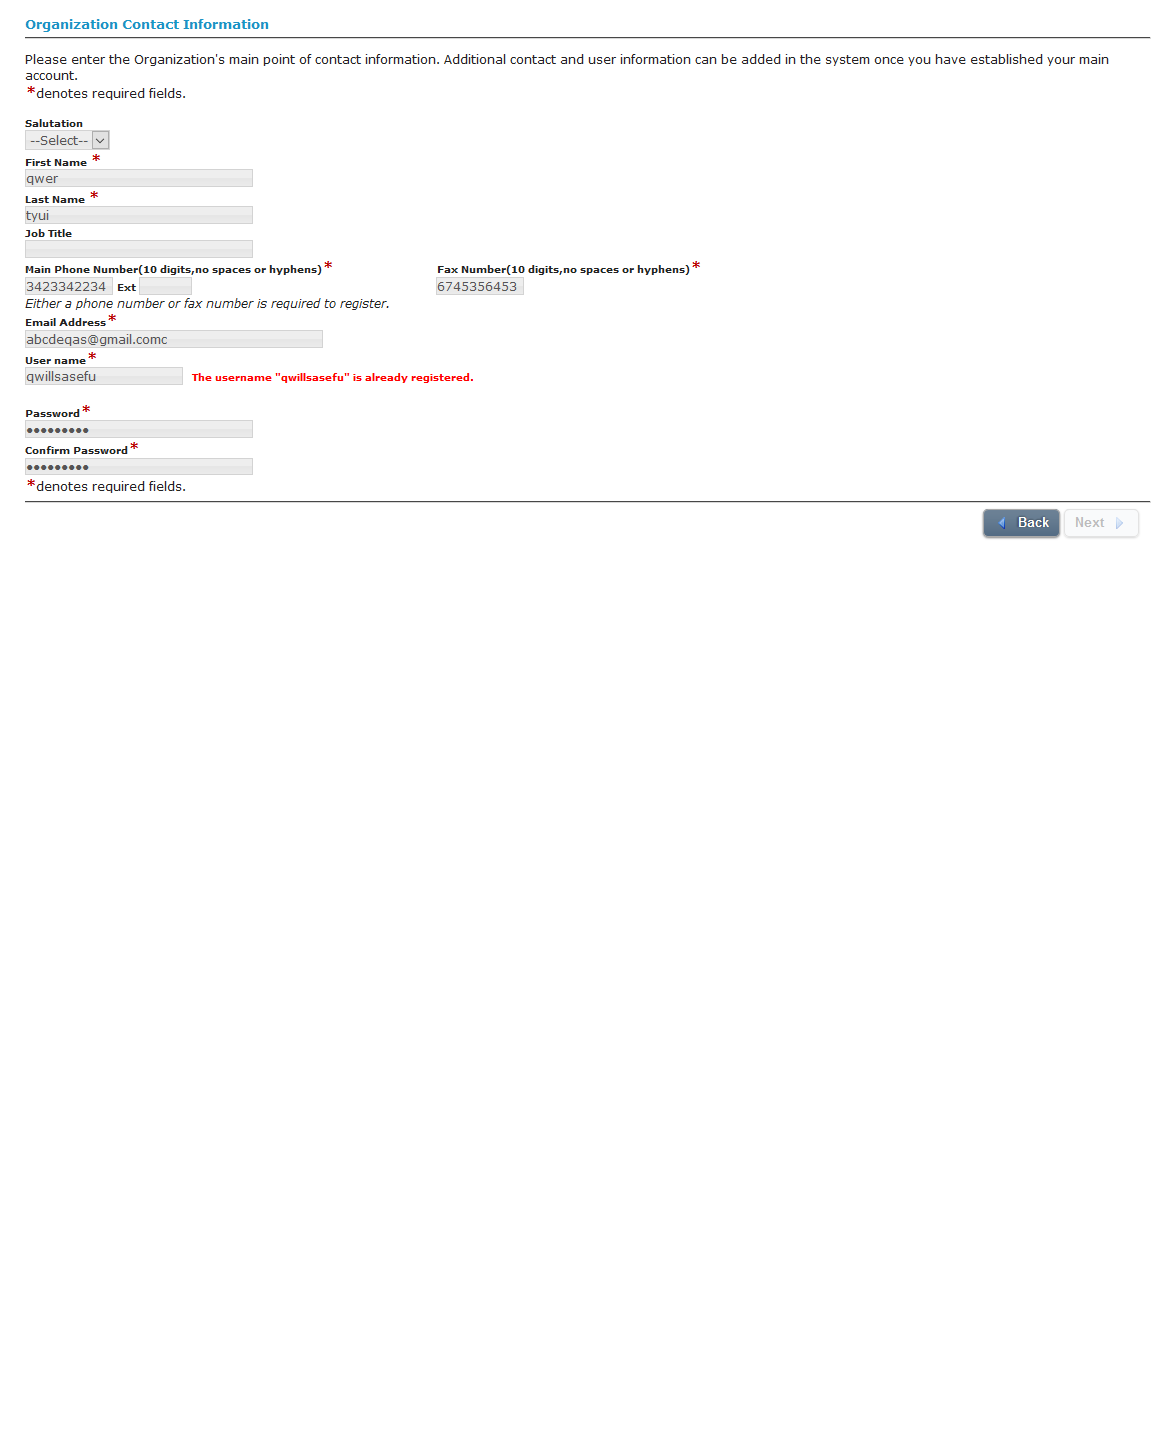 Organization Contact Information
Please enter the Organization's main point of contact information. Additional contact and user information can be added in the system once you have established your main
account.
*denotes required fields.
Salutation
--Select--
First Name *
qwer
Last Name *
tyui
Job Title
Main Phone Number(10 digits,no spaces or hyphens)* Fax Number(10 digits,no spaces or hyphens)*
3423342234 Ext 6745356453
Either a phone number or fax number is required to register.
Email Address*
abcdeqas@gmail.comc
User name*
qwillsasefu The username "qwillsasefu" is already registered.
Password*
●●●●●●●●●
Confirm Password*
●●●●●●●●●
*denotes required fields.
Back Next